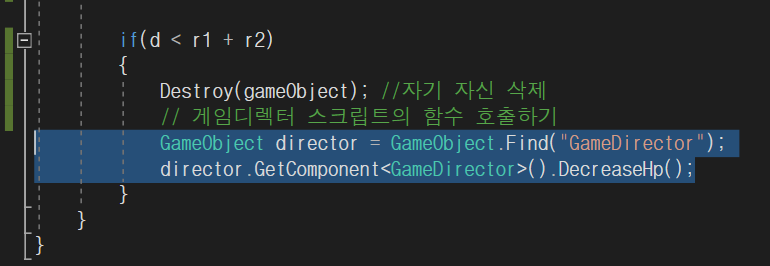 if(d < r1 + r2)
{
Destroy(gameObject); //자기 자신 삭제
// 게임디렉터 스크립트의 함수 호출하기
GameObject director = GameObject.Find("GameDirector");
director.GetComponent<GameDirector>().DecreaseHp();
}
}
}